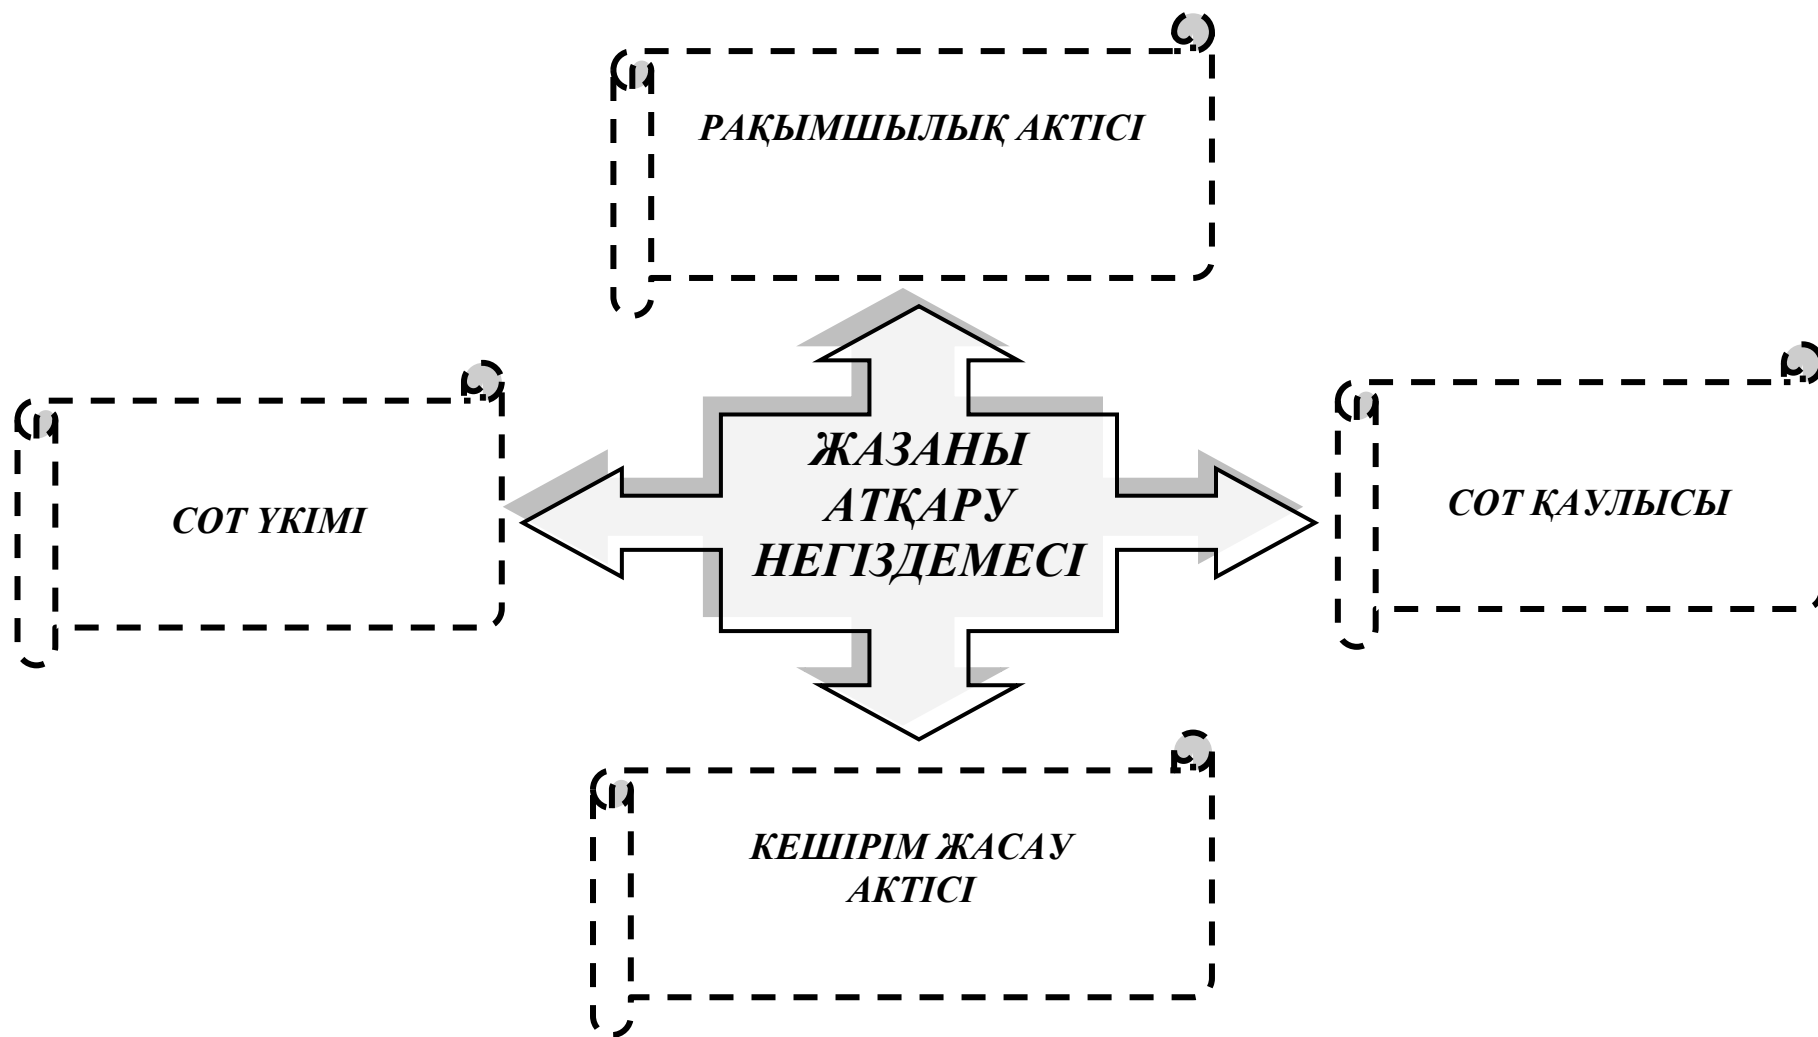 РАҚЫМШЫЛЫҚ АКТІСІ
СОТ ҮКІМІ
ЖАЗАНЫ
АТҚАРУ
НЕГІЗДЕМЕСІ
СОТ ҚАУЛЫСЫ
КЕШІРІМ ЖАСАУ
АКТІСІ